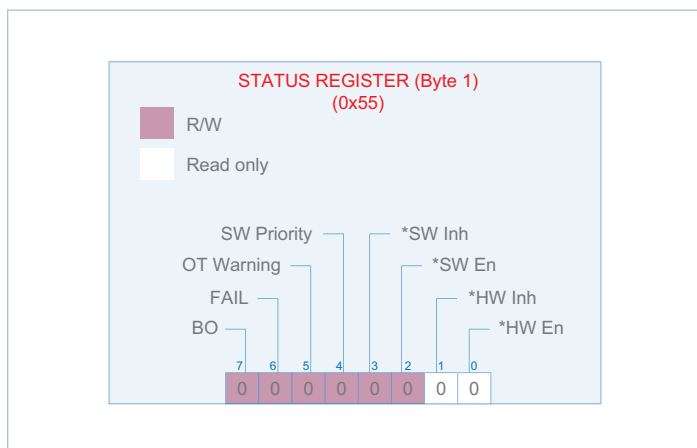 STATUS REGISTER (Byte 1)
(0x55)
R/W
Read only
SW Priority
*SW Inh
OT Warning
*SW En
FAIL
*HW Inh
BO
*HW En
7 6 5 4 3 2 1 0
0 0 0 0 0 0 0 0